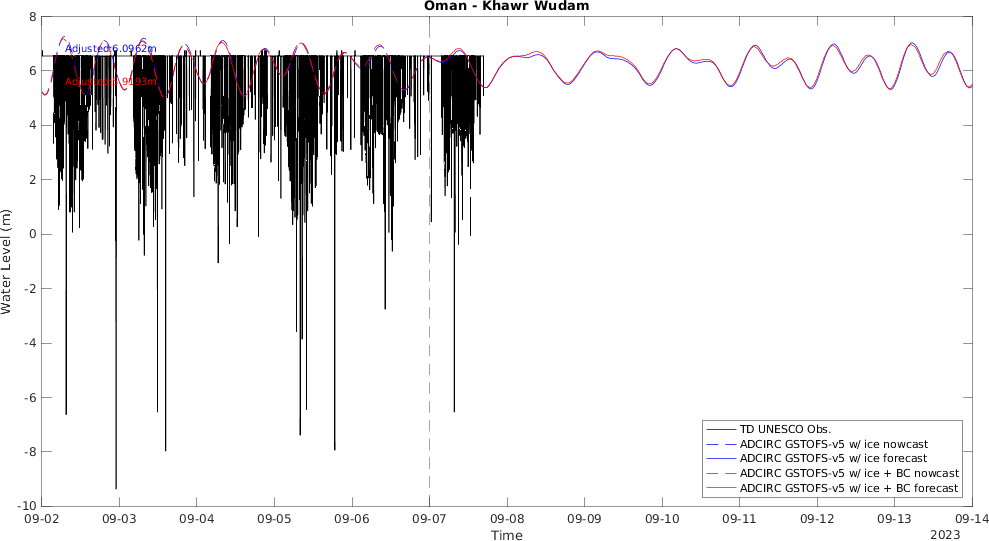 Oman - Khawr Wudam
8
6
4
2
0
-2
-4
-6
-8
-10
Water Level (m)
Adjusted:6.0962m
TD UNESCO Obs.
ADCIRC GSTOFS-v5 w/ ice nowcast
ADCIRC GSTOFS-v5 w/ ice forecast
ADCIRC GSTOFS-v5 w/ ice + BC nowcast
ADCIRC GSTOFS-v5 w/ ice + BC forecast
09-02 09-03 09-04 09-05 09-06 09-07 09-08 09-09 09-10 09-11 09-12 09-13 09-14
Time
2023